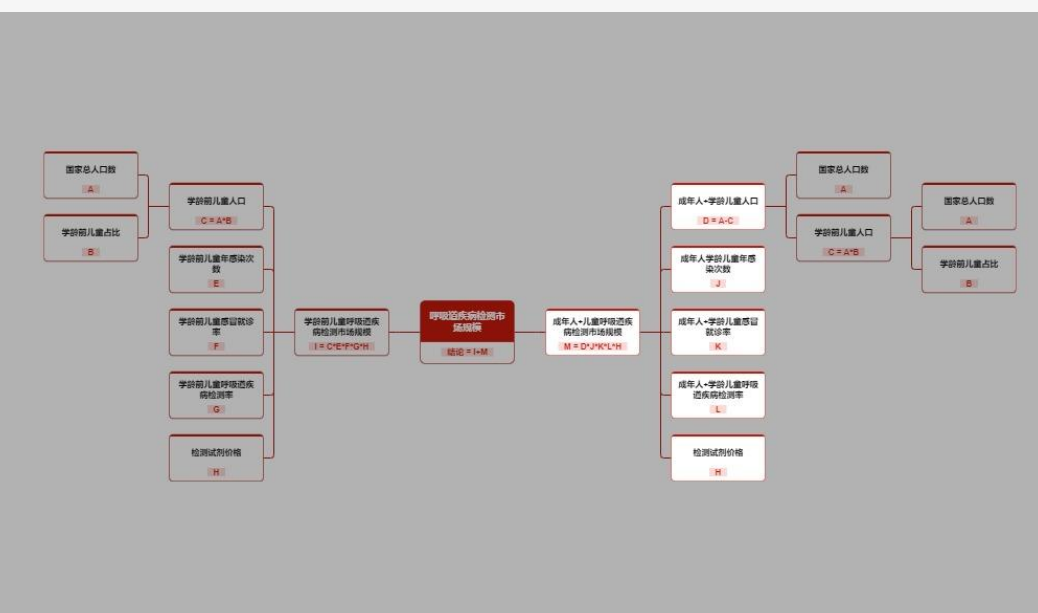 国家总人口数
A
学龄前儿童占比
B
学龄前儿童人口
C = A*B
学龄前儿童年感染次
数
E
学龄前儿童感冒就诊
率
F
学龄前儿童呼吸道疾
病检测率
G
检测试剂价格
H
学龄前儿童呼吸道疾
病检测市场规模
I = C*E*F*G*H
呼吸道疾病检测市
场规模
结论 = I+M
成年人+儿童呼吸道疾
病检测市场规模
M = D*J*K*L*H
成年人+学龄儿童人口
D = A-C
成年人学龄儿童年感
染次数
J
成年人+学龄儿童感冒
就诊率
K
成年人+学龄儿童呼吸
道疾病检测率
L
检测试剂价格
H
国家总人口数
A
学龄前儿童人口
C = A*B
国家总人口数
A
学龄前儿童占比
B